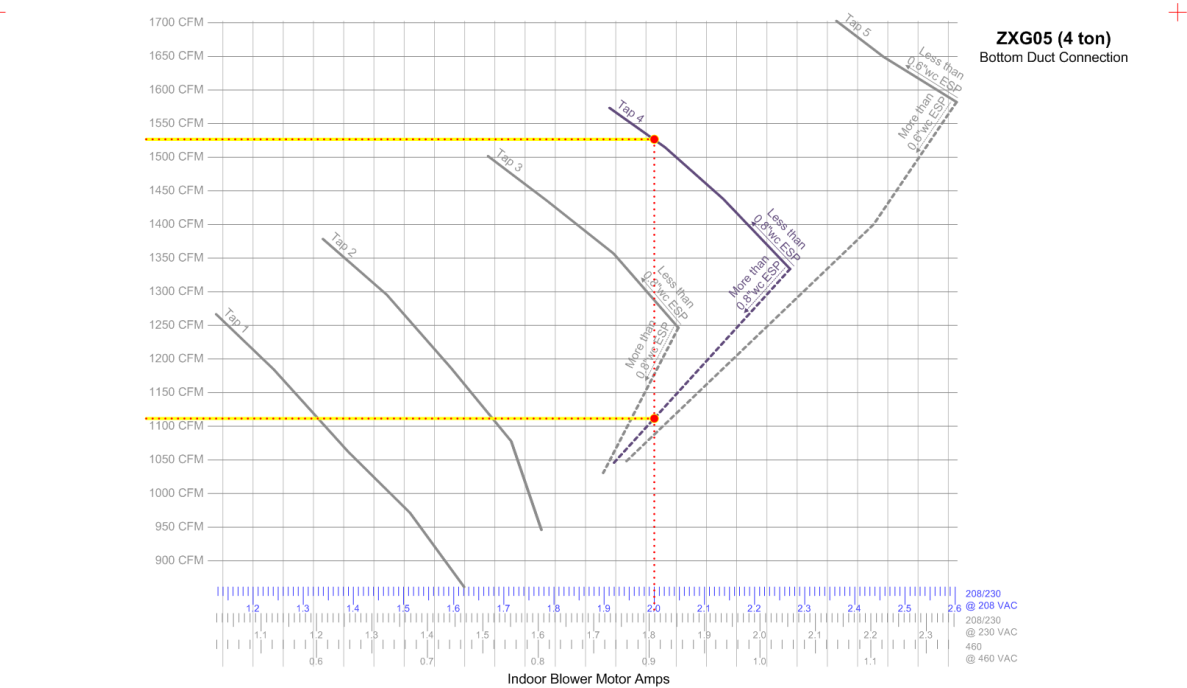 ZXG05 (4 ton)
Bottom Duct Connection
1700 CFM
1650 CFM
1600 CFM
1550 CFM
1500 CFM
1450 CFM
1400 CFM
1350 CFM
1300 CFM
1250 CFM
1200 CFM
1150 CFM
1100 CFM
1050 CFM
1000 CFM
950 CFM
900 CFM
Tap 1
Tap 2
Tap 3
Less than
0.8"wc ESP
More than
0.8"wc ESP
Tap 4
Less than
0.8"wc ESP
More than
0.8"wc ESP
Tap 5
Less than
0.6"wc ESP
More than
0.6"wc ESP
1.2 1.3 1.4 1.5 1.6 1.7 1.8 1.9 2.0 2.1 2.2 2.3 2.4 2.5 2.6
208/230
@ 208 VAC
1.1 1.2 1.3 1.4 1.5 1.6 1.7 1.8 1.9 2.0 2.1 2.2 2.3
208/230
@ 230 VAC
0.6 0.7 0.8 0.9 1.0 1.1
460
@ 460 VAC
Indoor Blower Motor Amps